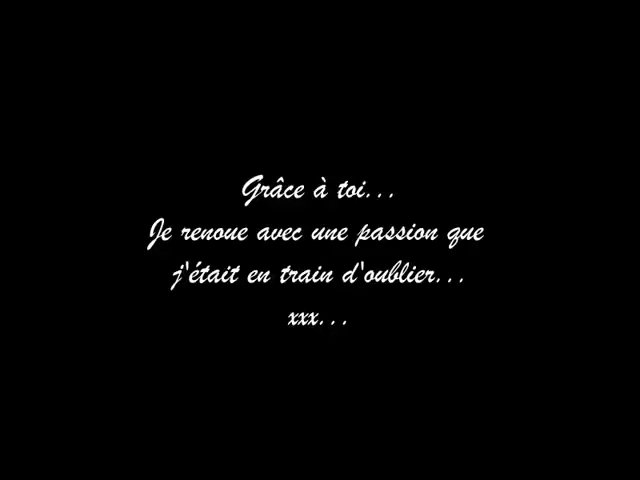 Grâce à toi...
Je renoue avec une passion que
j'était en train d'oublier...
xxx...